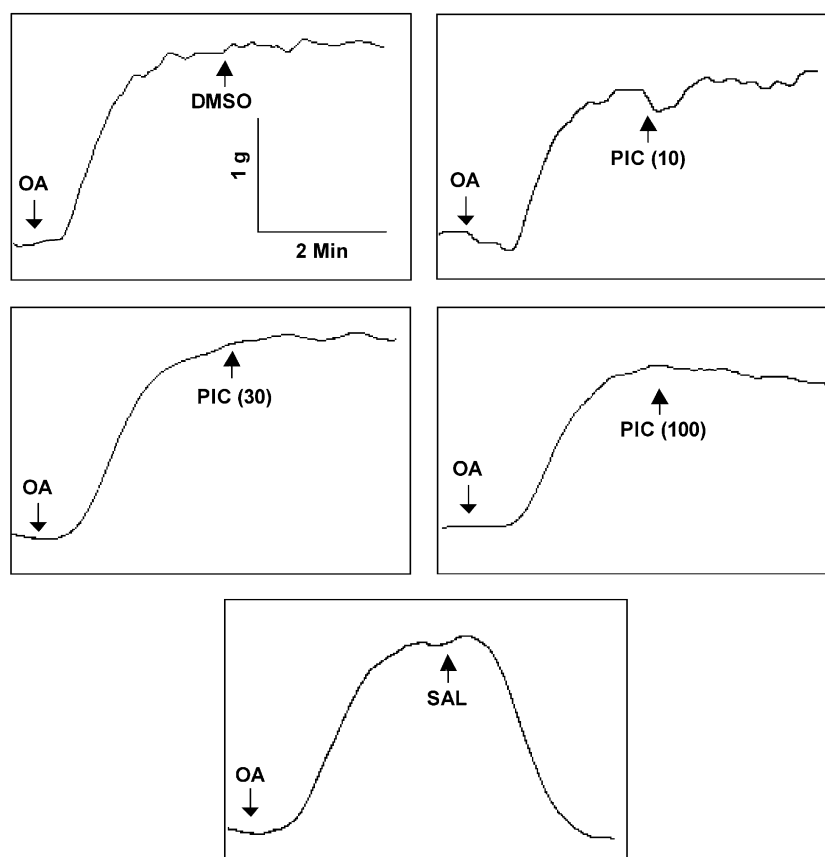 OA
DMSO
1 g
2 Min
OA
PIC (10)
OA
PIC (30)
OA
PIC (100)
OA
SAL